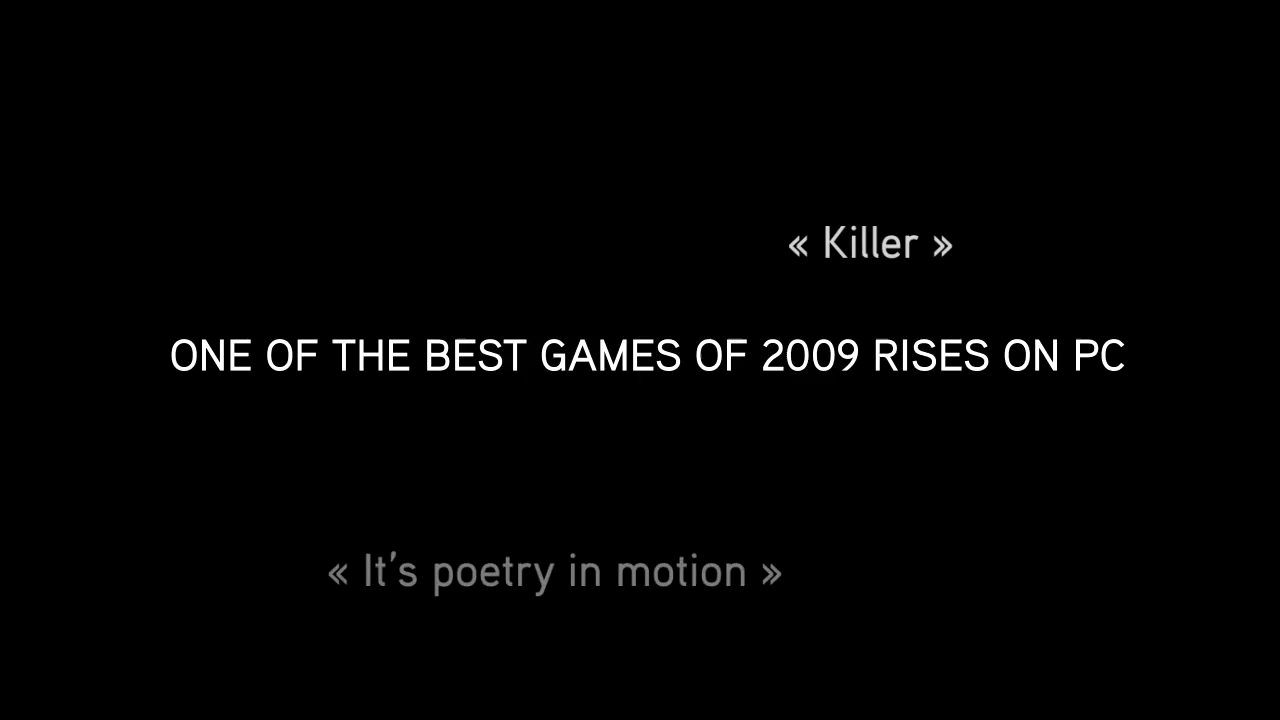 « Killer »
ONE OF THE BEST GAMES OF 2009 RISES ON PC
« It’s poetry in motion »